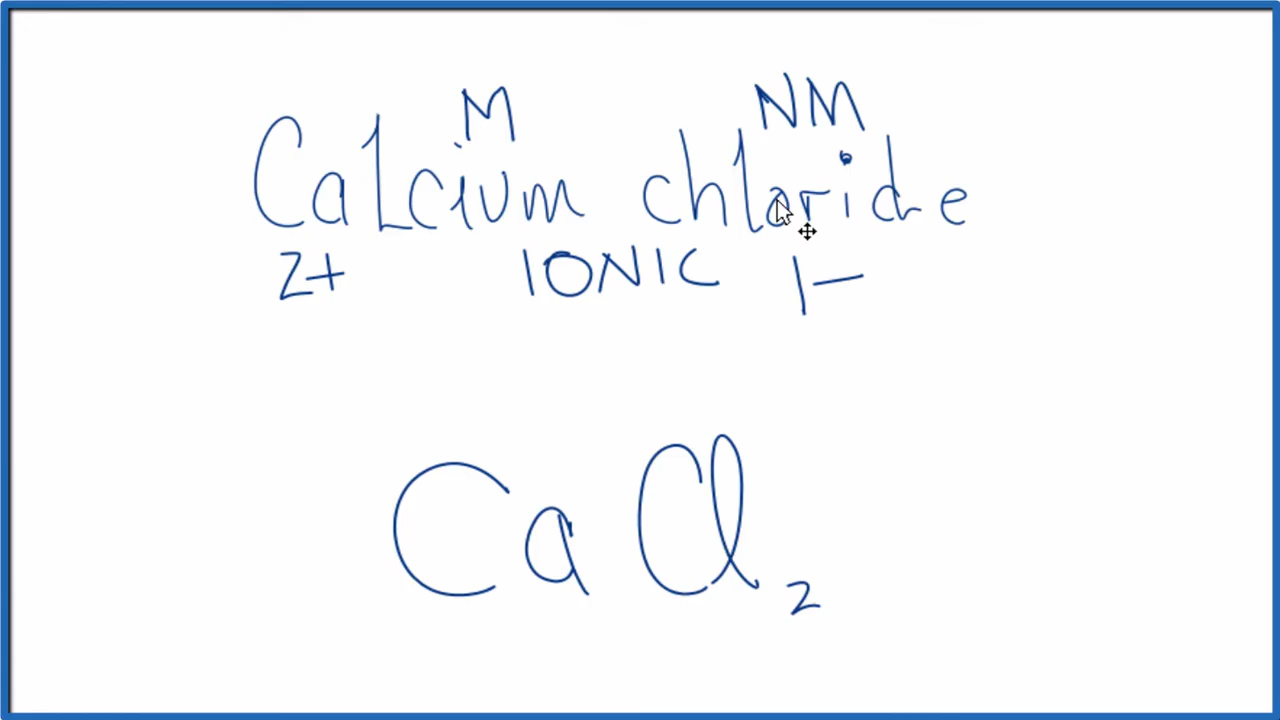 M NM
Calcium chloride
2+ IONIC 1-
CaCl₂